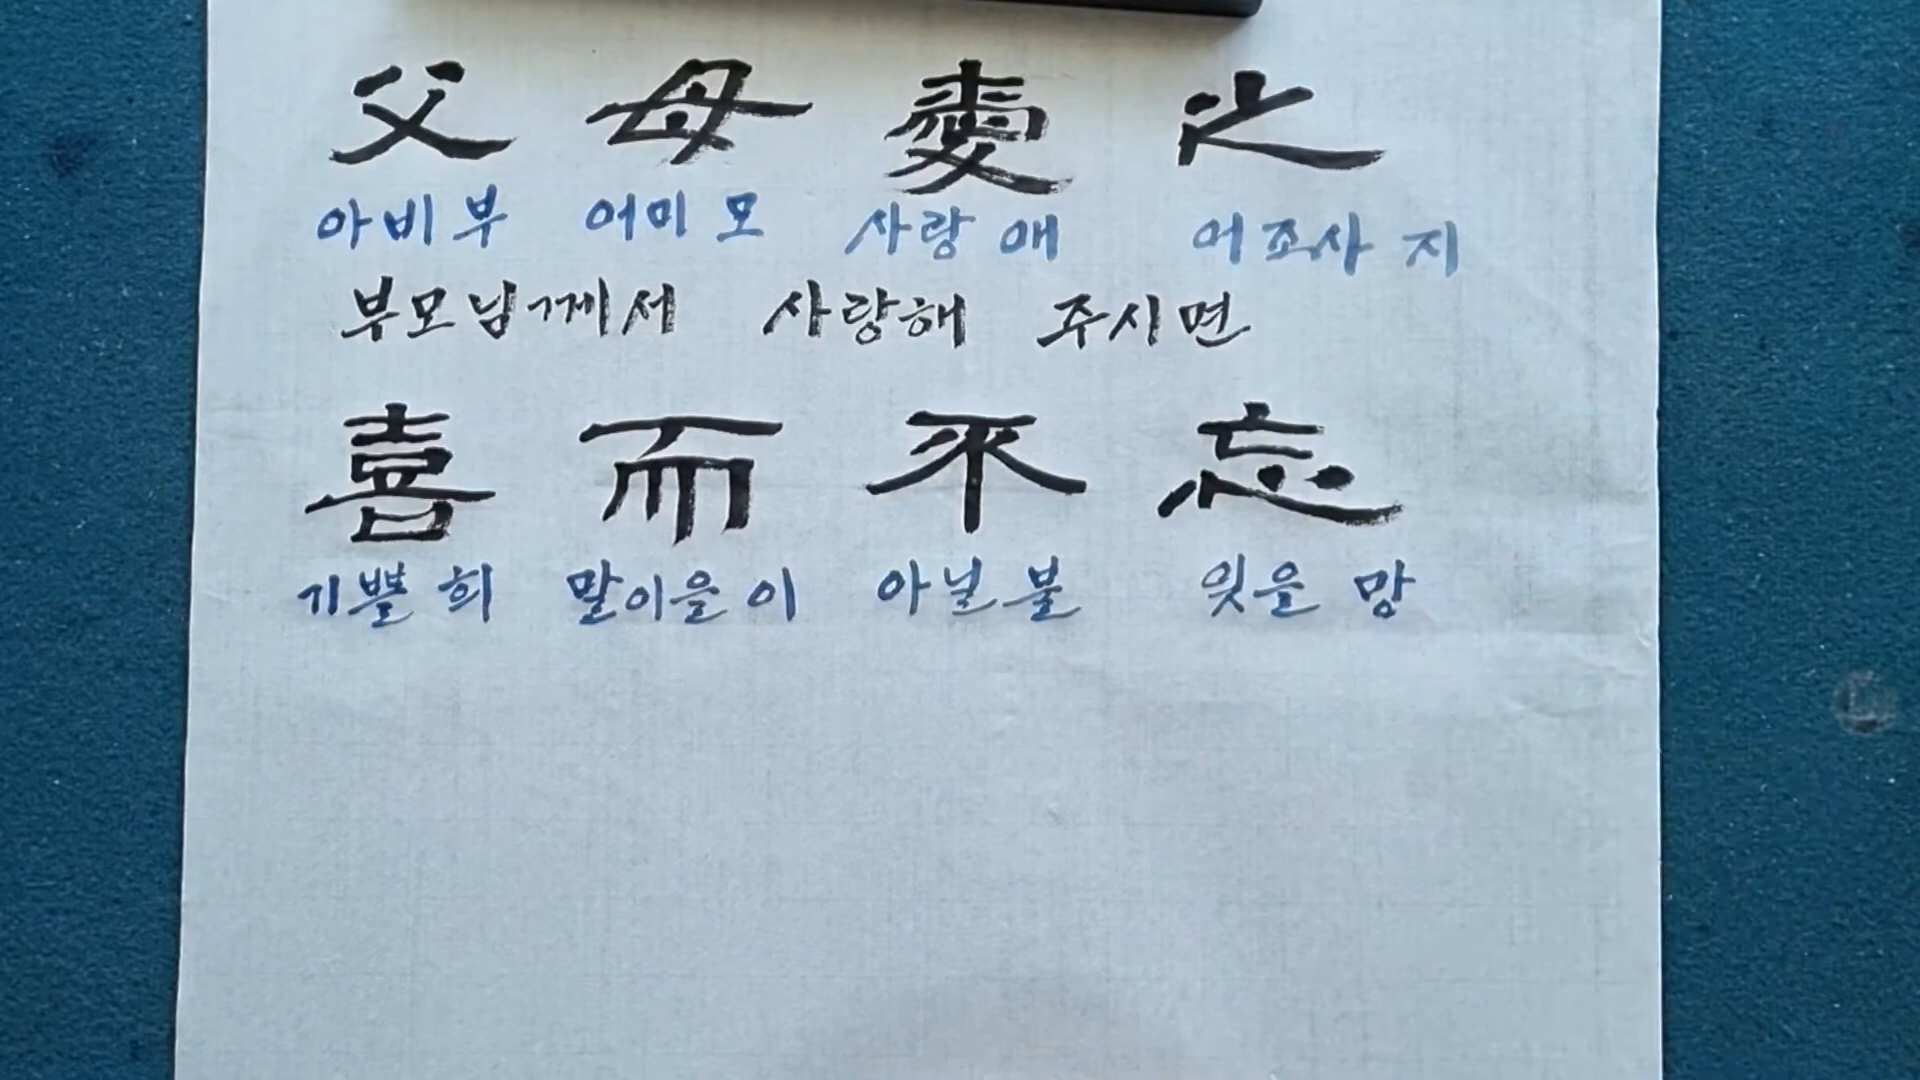 父 母 愛 之
아비 부 어미 모 사랑 애 어조사 지
부모님께서 사랑해 주시면
喜 而 不 忘
기쁠 희 말이을 이 아닐 불 잊을 망